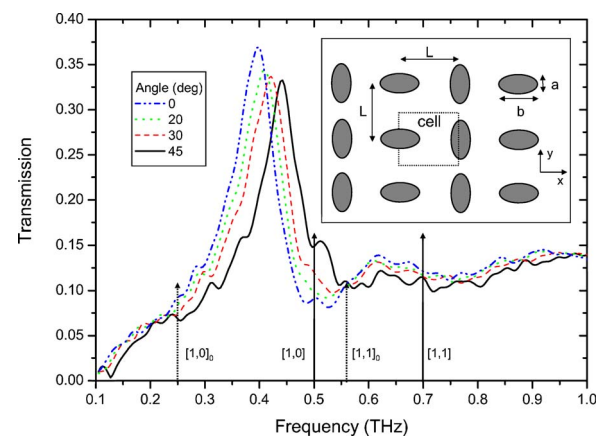 0.40
0.35
0.30
0.25
0.20
0.15
0.10
0.05
0.00
Transmission
Angle (deg)
0
20
30
45
L
L
cell
a
b
y
x
[1,0]₀
[1,0]
[1,1]₀
[1,1]
0.1 0.2 0.3 0.4 0.5 0.6 0.7 0.8 0.9 1.0
Frequency (THz)